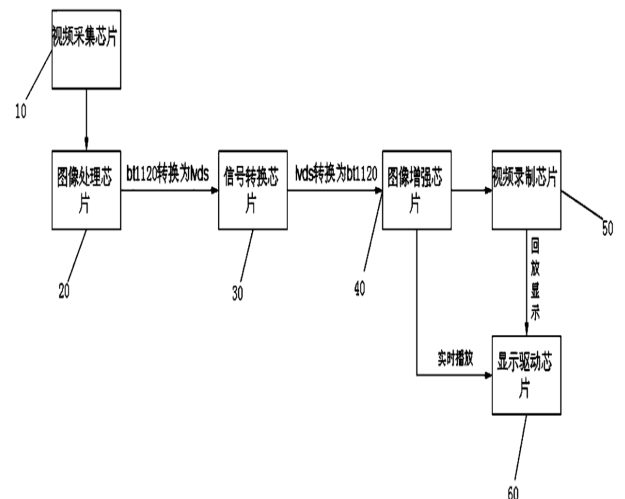 视频采集芯片
10
图像处理芯
片
20
bt1120转换为lvds
信号转换芯
片
30
lvds转换为bt1120
图像增强芯
片
40
视频录制芯片
50
回
放
显
示
实时播放
显示驱动芯
片
60